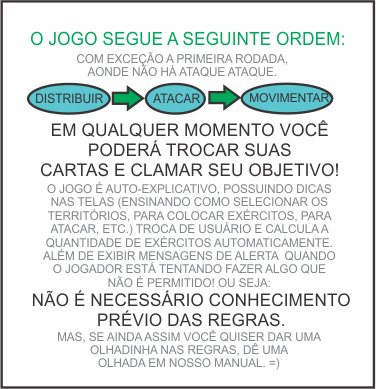 O JOGO SEGUE A SEGUINTE ORDEM:
COM EXCEÇÃO A PRIMEIRA RODADA,
AONDE NÃO HÁ ATAQUE ATAQUE.
DISTRIBUIR ATACAR MOVIMENTAR
EM QUALQUER MOMENTO VOCÊ
PODERÁ TROCAR SUAS
CARTAS E CLAMAR SEU OBJETIVO!
O JOGO É AUTO-EXPLICATIVO, POSSUINDO DICAS
NAS TELAS (ENSINANDO COMO SELECIONAR OS
TERRITÓRIOS, PARA COLOCAR EXÉRCITOS, PARA
ATACAR, ETC.) TROCA DE USUÁRIO E CALCULA A
QUANTIDADE DE EXÉRCITOS AUTOMATICAMENTE.
ALÉM DE EXIBIR MENSAGENS DE ALERTA QUANDO
O JOGADOR ESTÁ TENTANDO FAZER ALGO QUE
NÃO É PERMITIDO! OU SEJA:
NÃO É NECESSÁRIO CONHECIMENTO
PRÉVIO DAS REGRAS.
MAS, SE AINDA ASSIM VOCÊ QUISER DAR UMA
OLHADINHA NAS REGRAS, DÊ UMA
OLHADA EM NOSSO MANUAL. =)